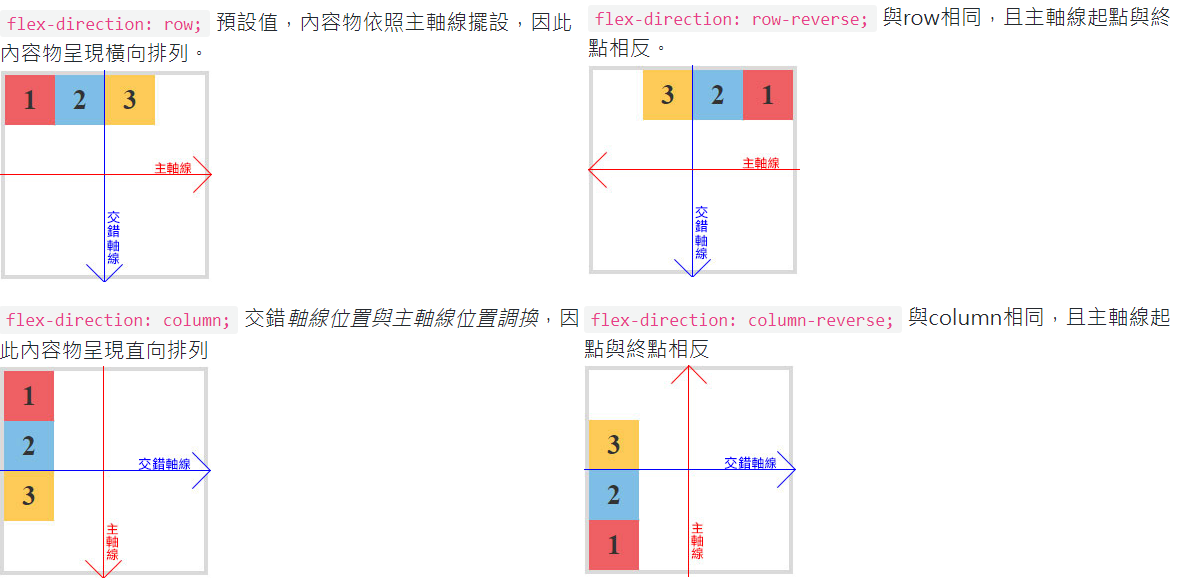 flex-direction: row; 預設值，內容物依照主軸線擺設，因此
內容物呈現橫向排列。
1 2 3
主軸線
交錯軸線
flex-direction: row-reverse; 與row相同，且主軸線起點與終
點相反。
3 2 1
主軸線
交錯軸線
flex-direction: column; 交錯軸線位置與主軸線位置調換，因
此內容物呈現直向排列
1
2
交錯軸線
3
主軸線
flex-direction: column-reverse; 與column相同，且主軸線起
點與終點相反
3
交錯軸線
2
1
主軸線